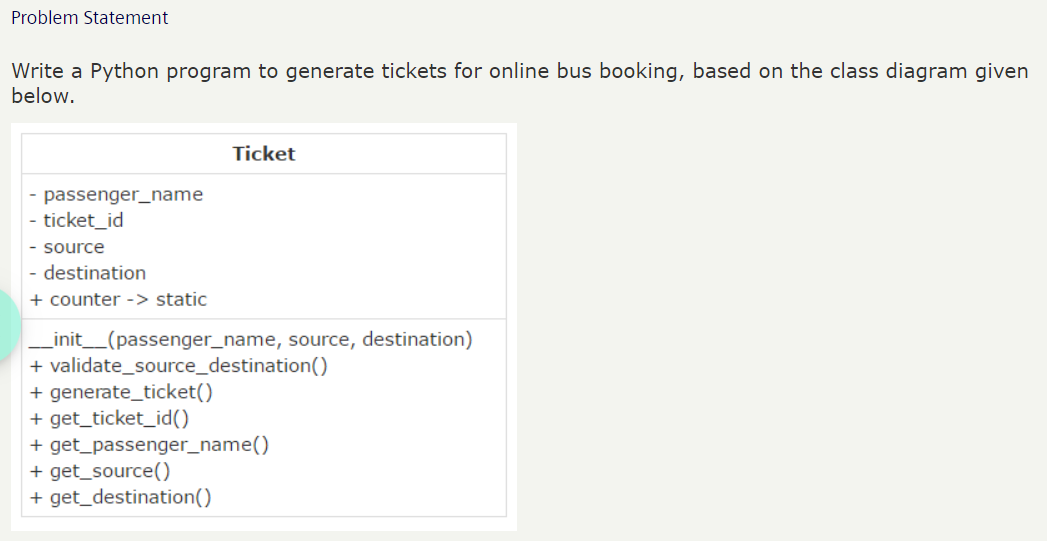 Problem Statement
Write a Python program to generate tickets for online bus booking, based on the class diagram given
below.
Ticket
- passenger_name
- ticket_id
- source
- destination
+ counter -> static
__init__(passenger_name, source, destination)
+ validate_source_destination()
+ generate_ticket()
+ get_ticket_id()
+ get_passenger_name()
+ get_source()
+ get_destination()